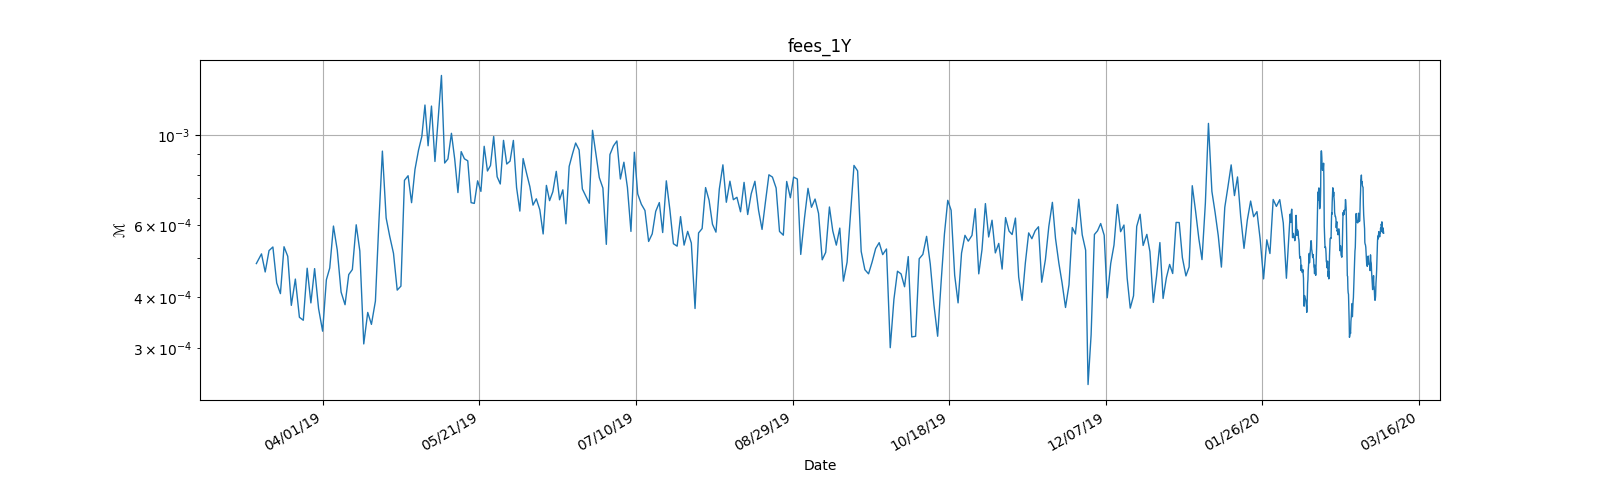 fees_1Y
10⁻³
6 × 10⁻⁴
4 × 10⁻⁴
3 × 10⁻⁴
ℳ
04/01/19
05/21/19
07/10/19
08/29/19
10/18/19
12/07/19
01/26/20
03/16/20
Date